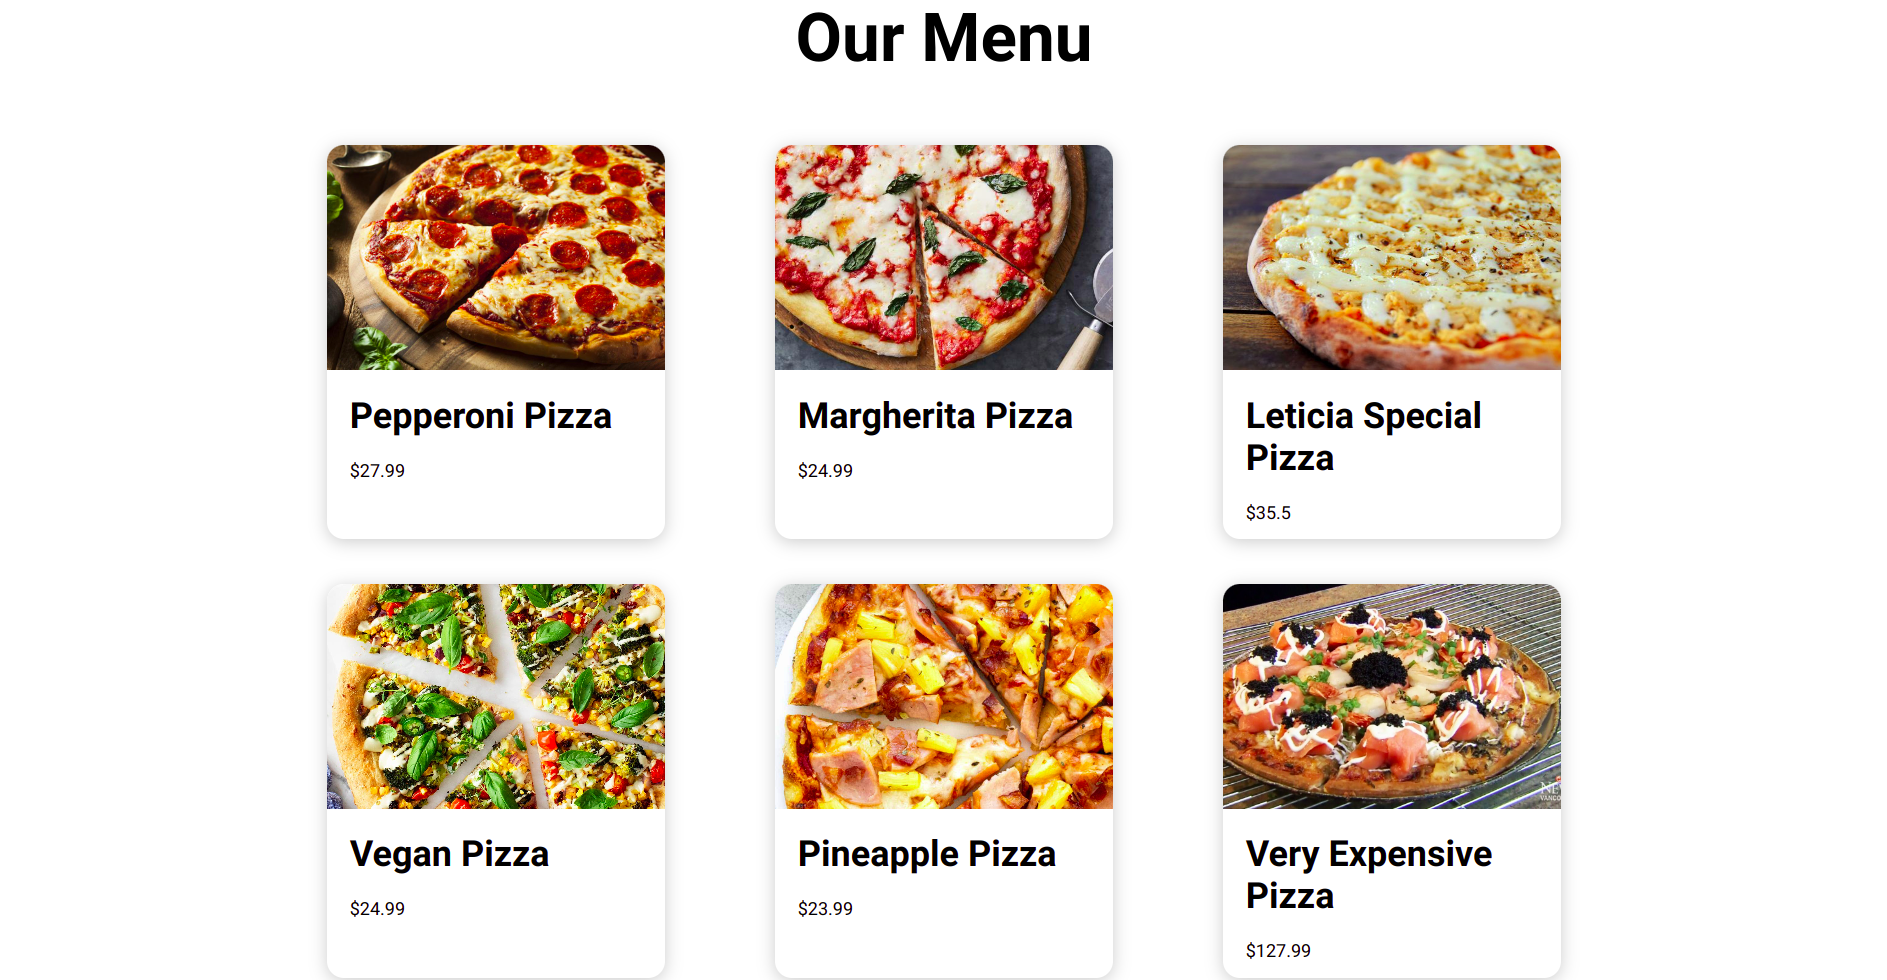 Our Menu
Pepperoni Pizza
$27.99
Margherita Pizza
$24.99
Leticia Special
Pizza
$35.5
Vegan Pizza
$24.99
Pineapple Pizza
$23.99
Very Expensive
Pizza
$127.99